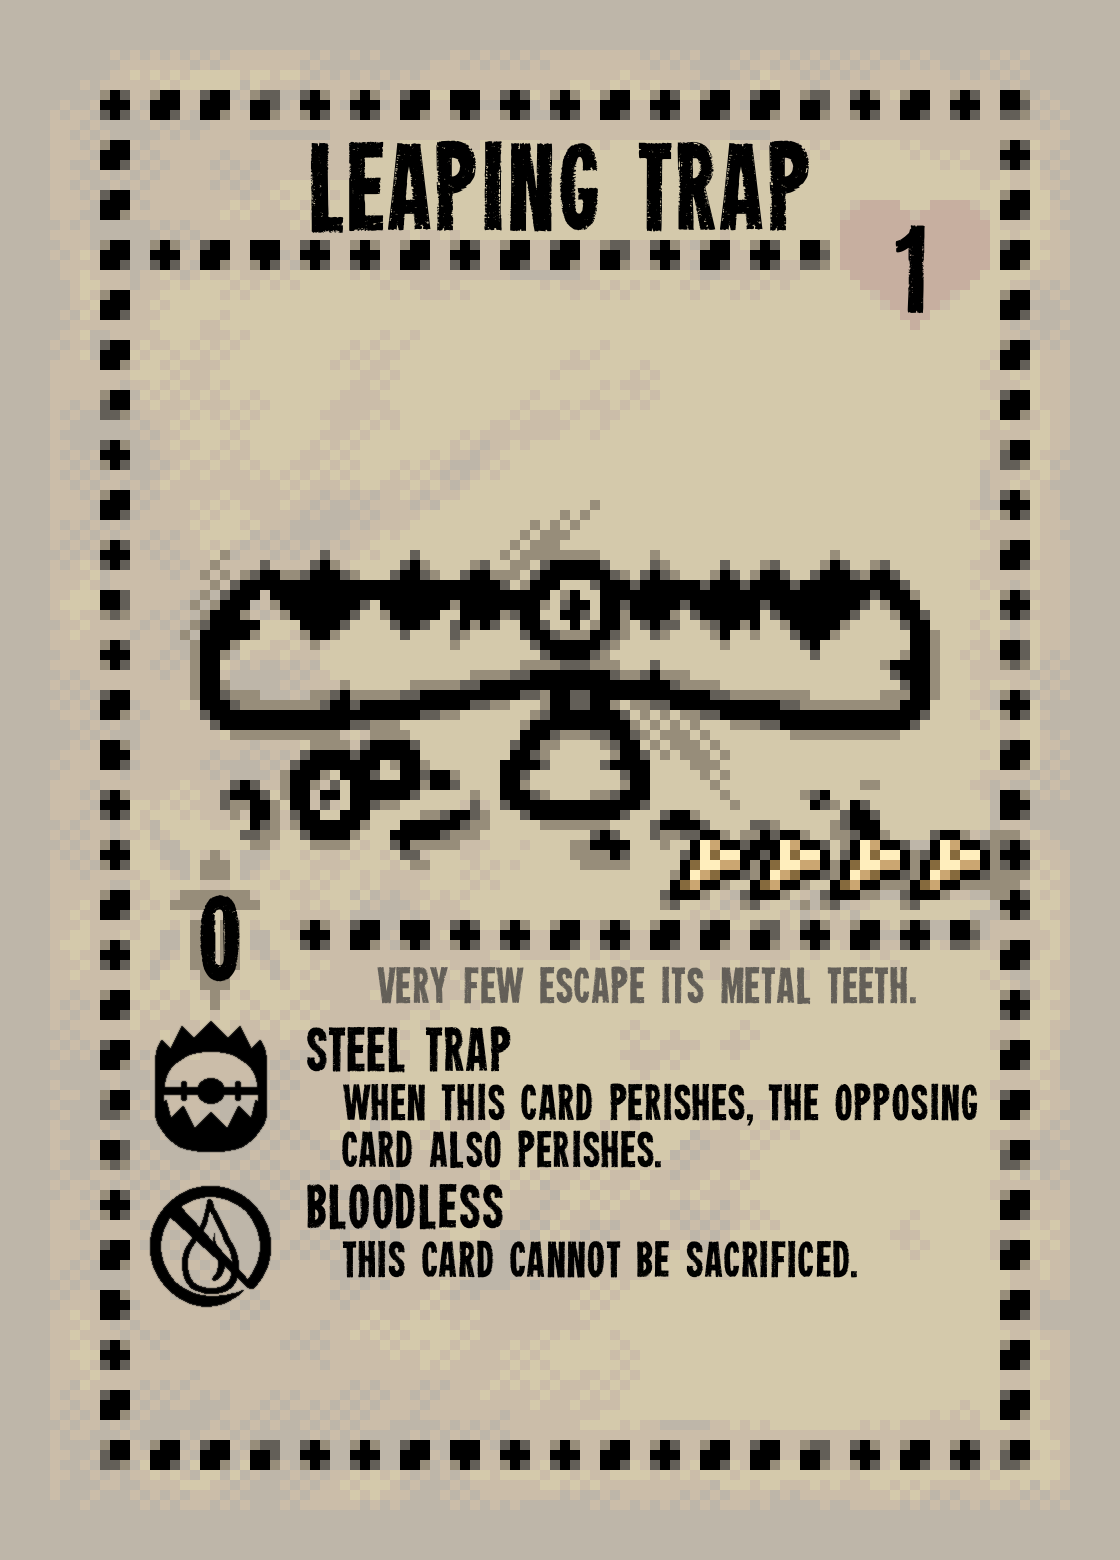 LEAPING TRAP
1
0
VERY FEW ESCAPE ITS METAL TEETH.
STEEL TRAP
WHEN THIS CARD PERISHES, THE OPPOSING
CARD ALSO PERISHES.
BLOODLESS
THIS CARD CANNOT BE SACRIFICED.